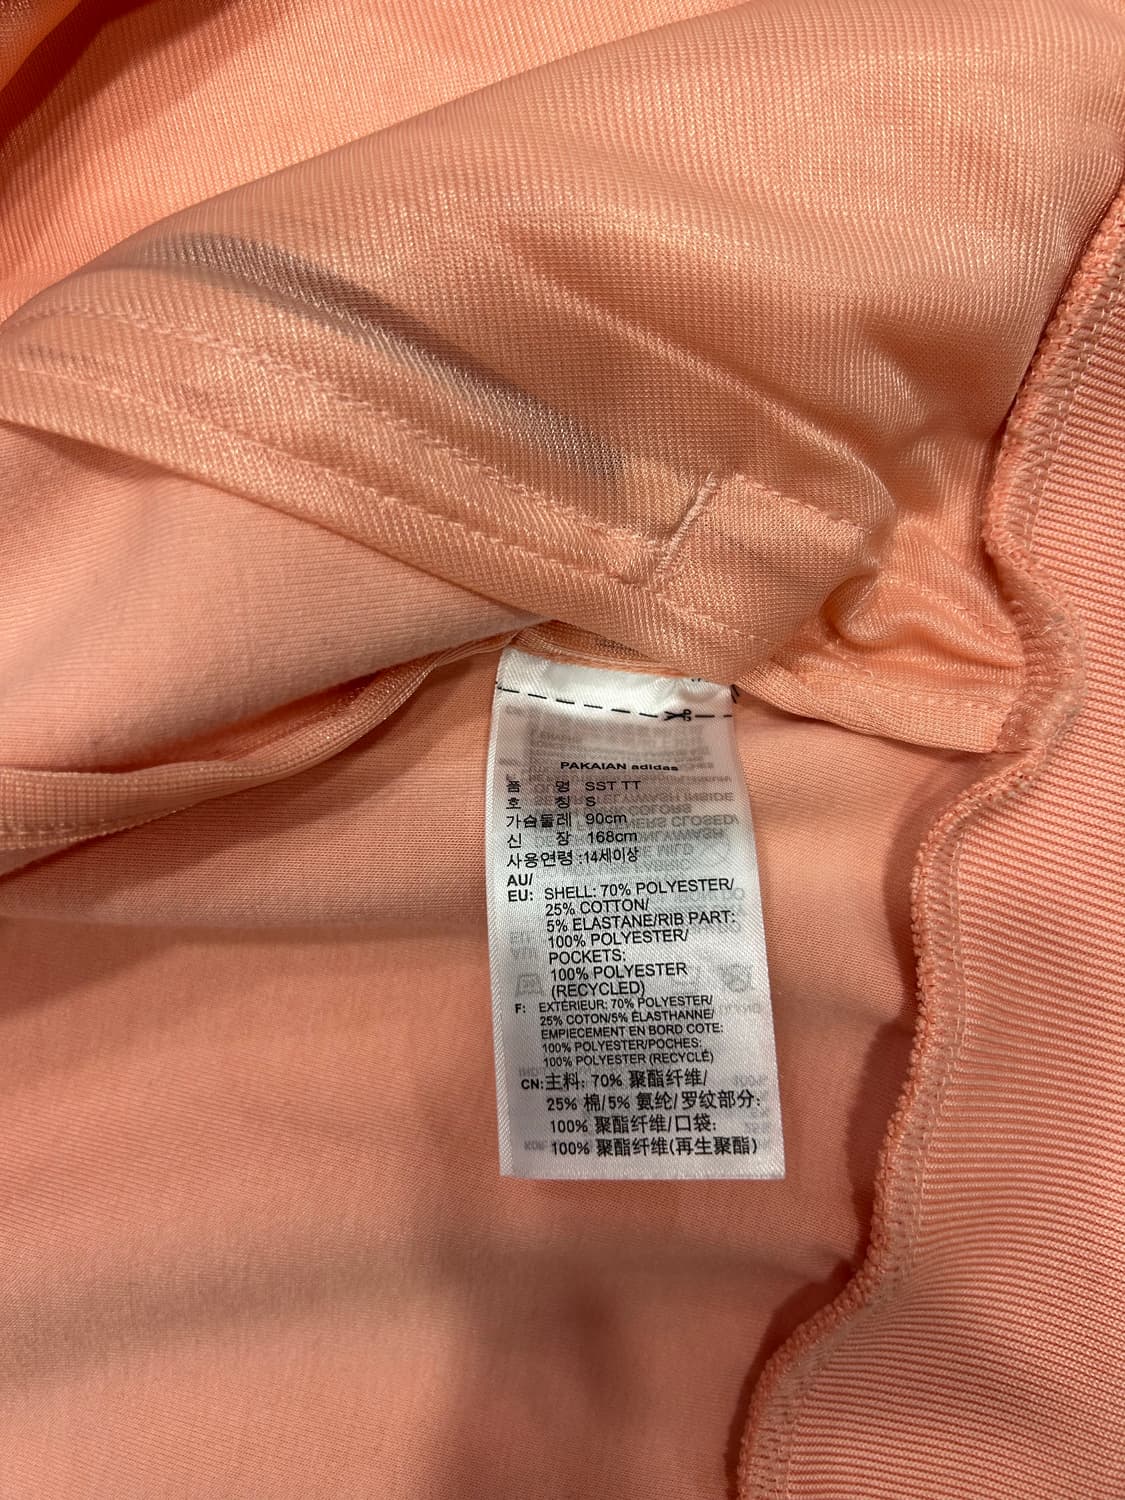 PAKAIAN adidas
품 명 SST TT
호 칭 S
가슴둘레 90cm
신 장 168cm
사용연령 :14세이상
AU/
EU: SHELL: 70% POLYESTER/
25% COTTON/
5% ELASTANE/RIB PART:
100% POLYESTER/
POCKETS:
100% POLYESTER
(RECYCLED)
F: EXTÉRIEUR: 70% POLYESTER/
25% COTON/5% ÉLASTHANNE/
EMPIECEMENT EN BORD COTE:
100% POLYESTER/POCHES:
100% POLYESTER (RECYCLÉ)
CN: 主料: 70% 聚酯纤维/
25% 棉/5% 氨纶/罗纹部分:
100% 聚酯纤维/口袋:
100% 聚酯纤维(再生聚酯)